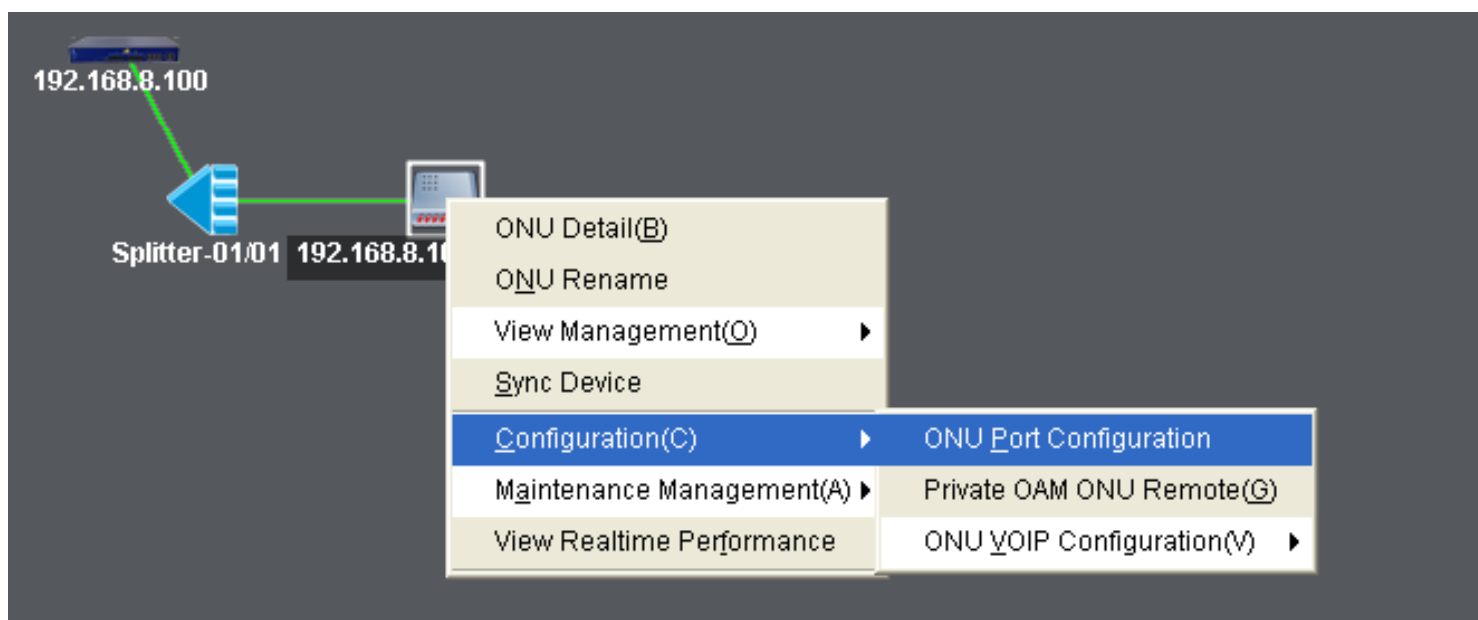 192.168.8.100
Splitter-01/01
ONU Detail(B)
ONU Rename
View Management(O)
Sync Device
Configuration(C)
Maintenance Management(A)
View Realtime Performance
ONU Port Configuration
Private OAM ONU Remote(G)
ONU VOIP Configuration(V)